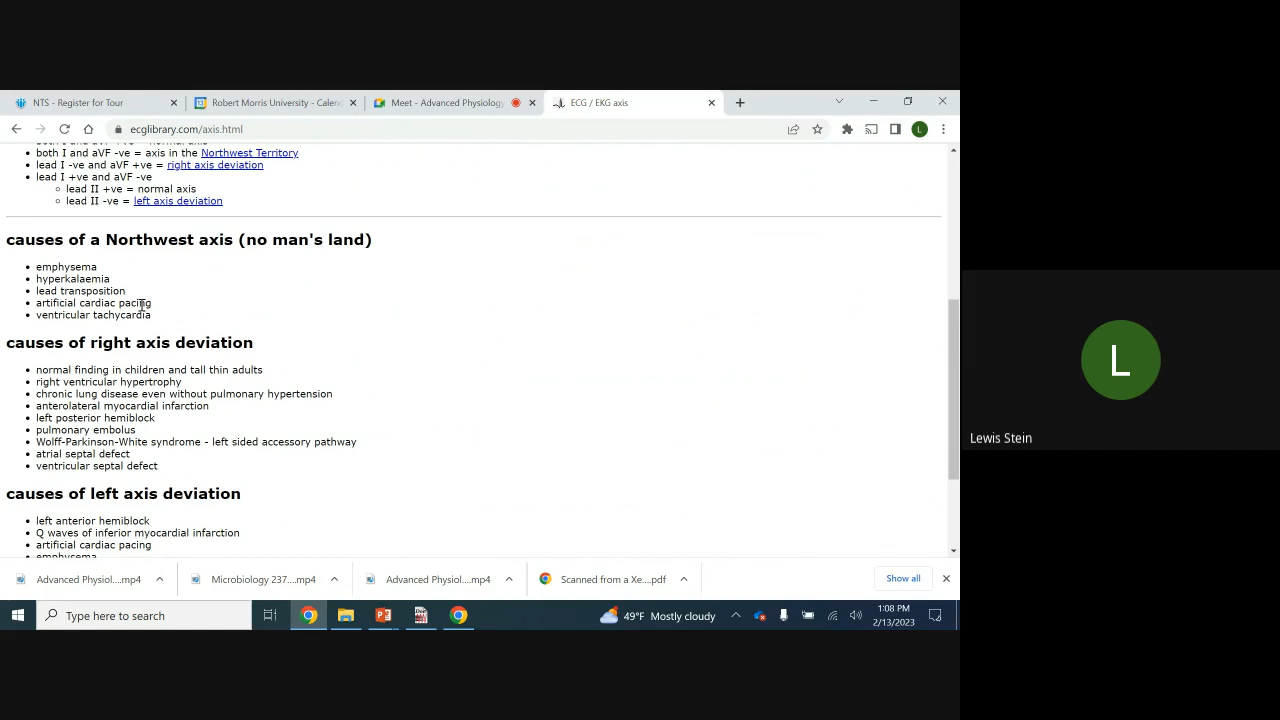 NTS - Register for Tour
Robert Morris University - Calen
Meet - Advanced Physiology
ECG / EKG axis
ecglibrary.com/axis.html
both I and aVF -ve = axis in the Northwest Territory
lead I -ve and aVF +ve = right axis deviation
lead I +ve and aVF -ve
lead II +ve = normal axis
lead II -ve = left axis deviation
causes of a Northwest axis (no man's land)
emphysema
hyperkalaemia
lead transposition
artificial cardiac pacing
ventricular tachycardia
causes of right axis deviation
normal finding in children and tall thin adults
right ventricular hypertrophy
chronic lung disease even without pulmonary hypertension
anterolateral myocardial infarction
left posterior hemiblock
pulmonary embolus
Wolff-Parkinson-White syndrome - left sided accessory pathway
atrial septal defect
ventricular septal defect
causes of left axis deviation
left anterior hemiblock
Q waves of inferior myocardial infarction
artificial cardiac pacing
emphysema
L
Lewis Stein
Advanced Physiol....mp4
Microbiology 237....mp4
Advanced Physiol....mp4
Scanned from a Xe....pdf
Show all
Type here to search
49°F Mostly cloudy
1:08 PM
2/13/2023